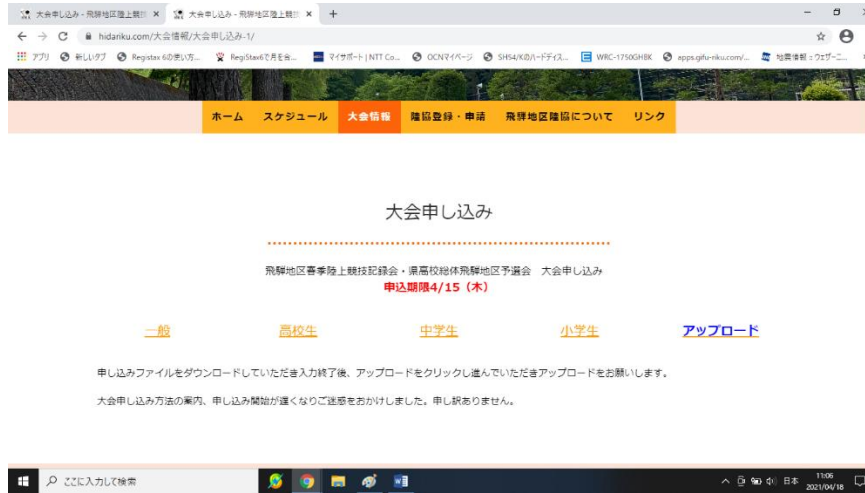 大会申し込み - 飛騨地区陸上競技 大会申し込み - 飛騨地区陸上競技
hidariku.com/大会情報/大会申し込み-1/
アプリ 新しいタブ Registax 6の使い方... RegiStax6で月を合... マイサポート | NTT Co... OCNマイページ SHS4/Kのハードディス... WRC-1750GHBK apps.gifu-riku.com/... 地震情報 - ウェザーニ...
ホーム スケジュール 大会情報 陸協登録・申請 飛騨地区陸協について リンク
大会申し込み
飛騨地区春季陸上競技記録会・県高校総体飛騨地区予選会 大会申し込み
申込期限4/15（木）
一般 高校生 中学生 小学生 アップロード
申し込みファイルをダウンロードしていただき入力終了後、アップロードをクリックし進んでいただきアップロードをお願いします。
大会申し込み方法の案内、申し込み開始が遅くなりご迷惑をおかけしました。申し訳ありません。
ここに入力して検索
日本 11:06
2021/04/18